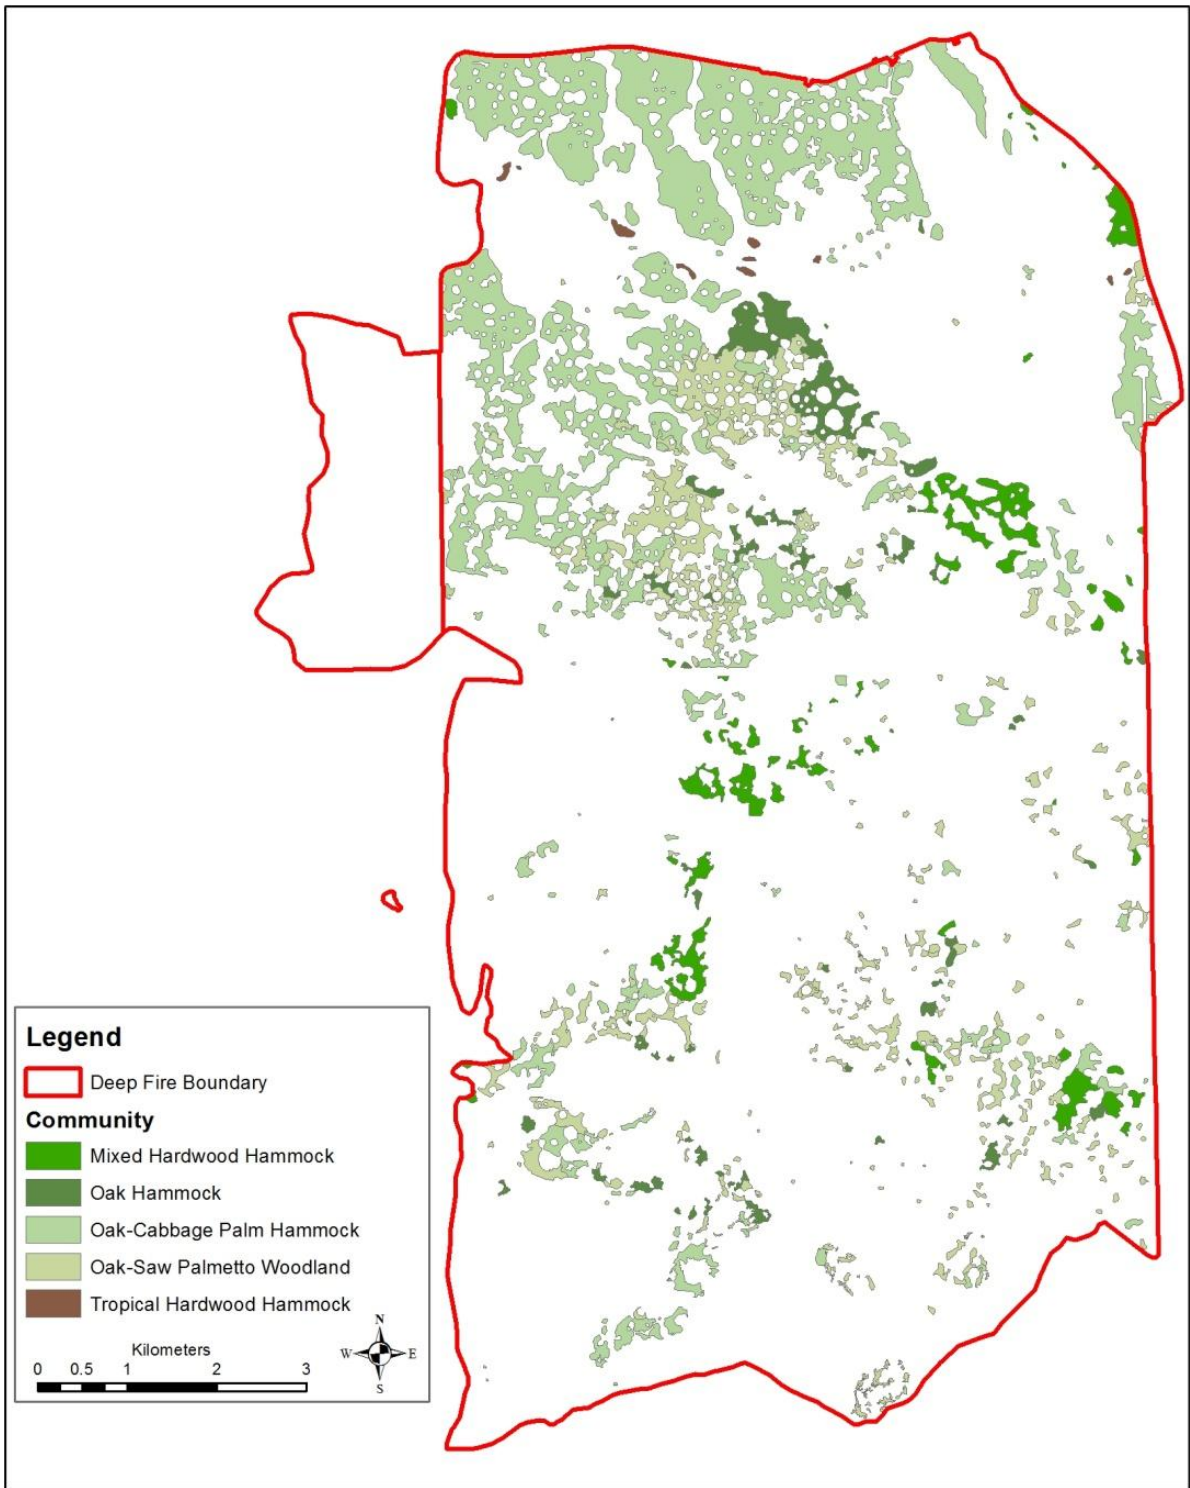 Legend
Deep Fire Boundary
Community
Mixed Hardwood Hammock
Oak Hammock
Oak-Cabbage Palm Hammock
Oak-Saw Palmetto Woodland
Tropical Hardwood Hammock
Kilometers
0 0.5 1 2 3
N
W E
S